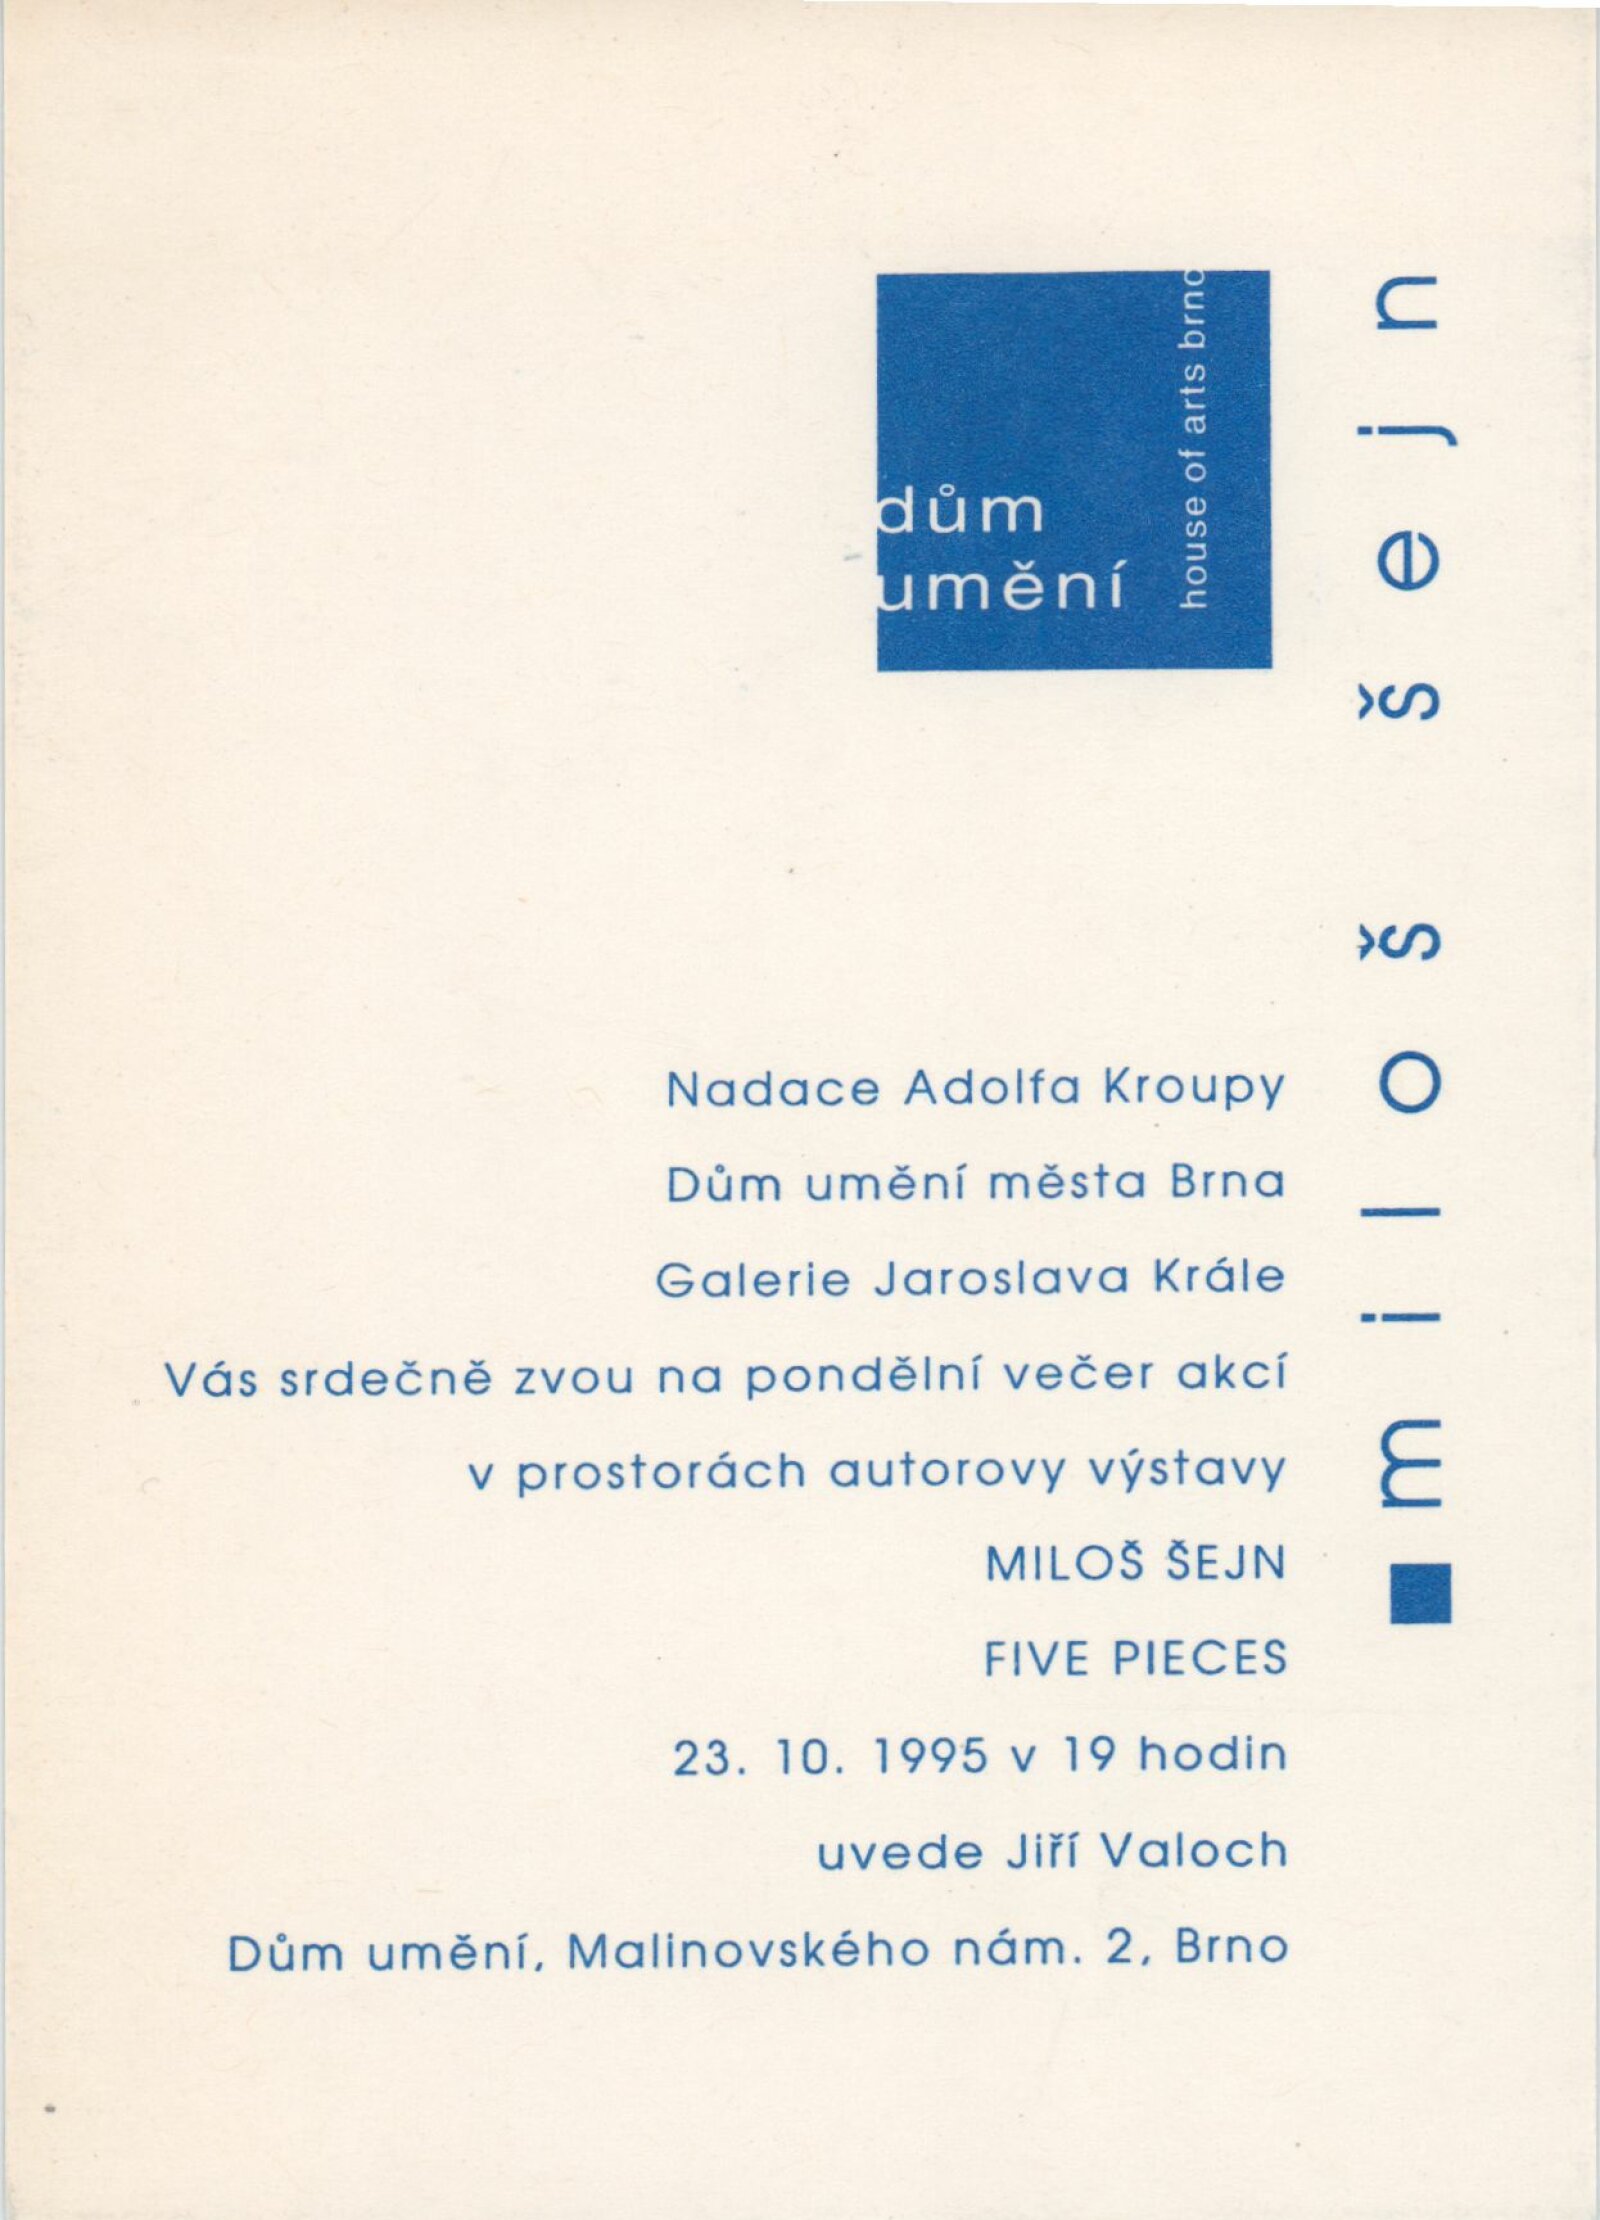 dům
umění
house of arts brno
miloš šejn
Nadace Adolfa Kroupy
Dům umění města Brna
Galerie Jaroslava Krále
Vás srdečně zvou na pondělní večer akcí
v prostorách autorovy výstavy
MILOŠ ŠEJN
FIVE PIECES
23. 10. 1995 v 19 hodin
uvede Jiří Valoch
Dům umění, Malinovského nám. 2, Brno